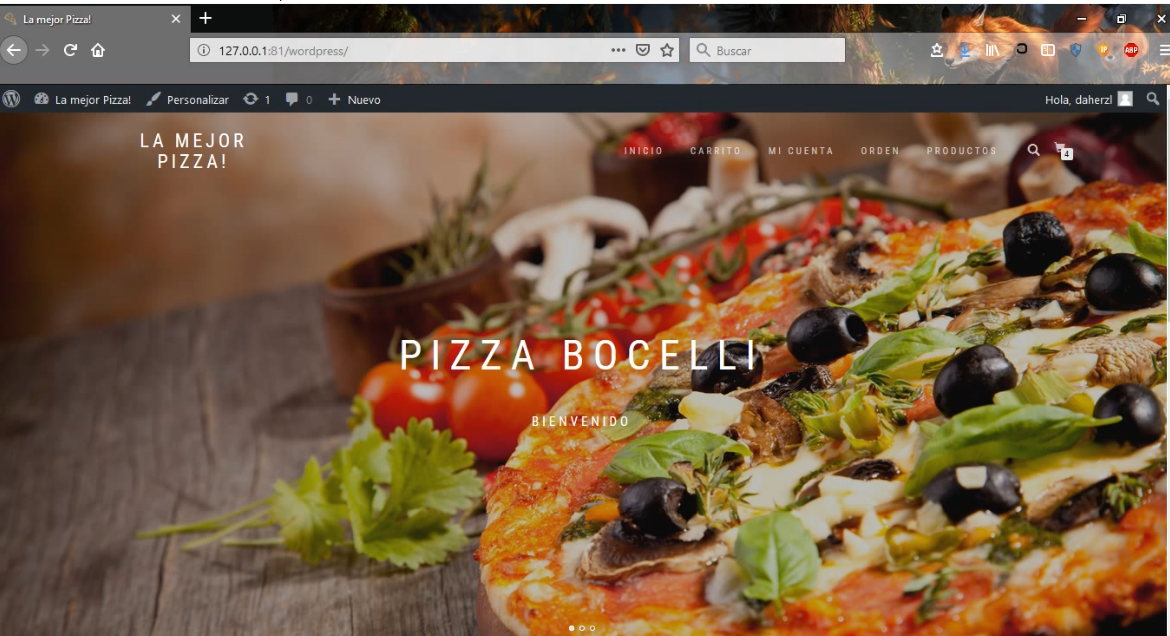 La mejor Pizza!
127.0.0.1:81/wordpress/
Buscar
ABP
La mejor Pizza!
Personalizar
1
0
Nuevo
Hola, daherzl
LA MEJOR
PIZZA!
INICIO
CARRITO
MI CUENTA
ORDEN
PRODUCTOS
4
PIZZA BOCELLI
BIENVENIDO